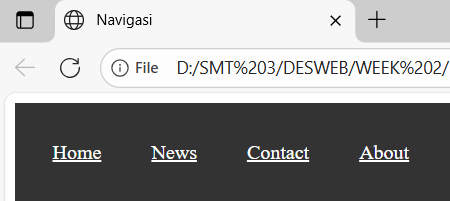 Navigasi
File D:/SMT%203/DESWEB/WEEK%202/
Home News Contact About